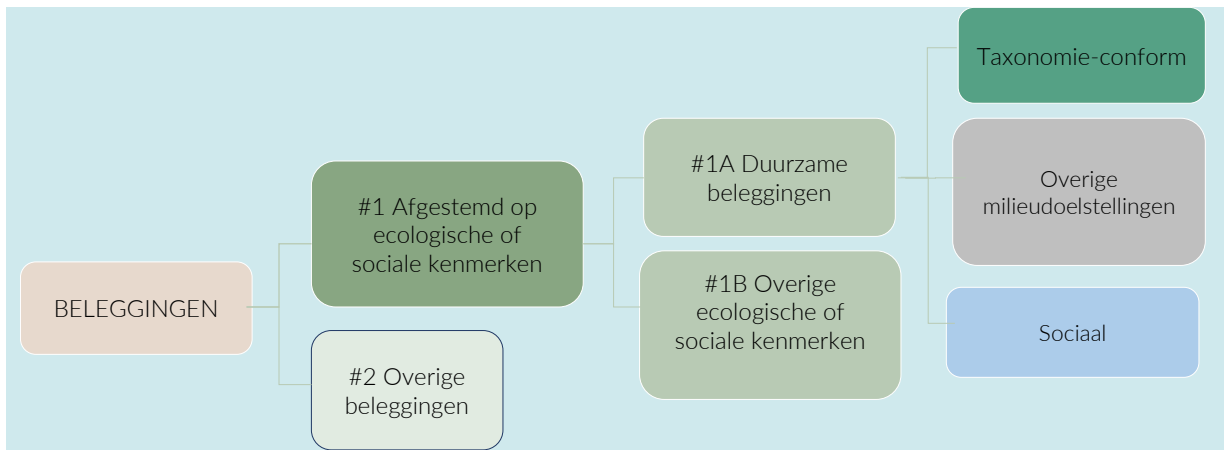 BELEGGINGEN
#1 Afgestemd op
ecologische of
sociale kenmerken
#2 Overige
beleggingen
#1A Duurzame
beleggingen
#1B Overige
ecologische of
sociale kenmerken
Taxonomie-conform
Overige
milieudoelstellingen
Sociaal